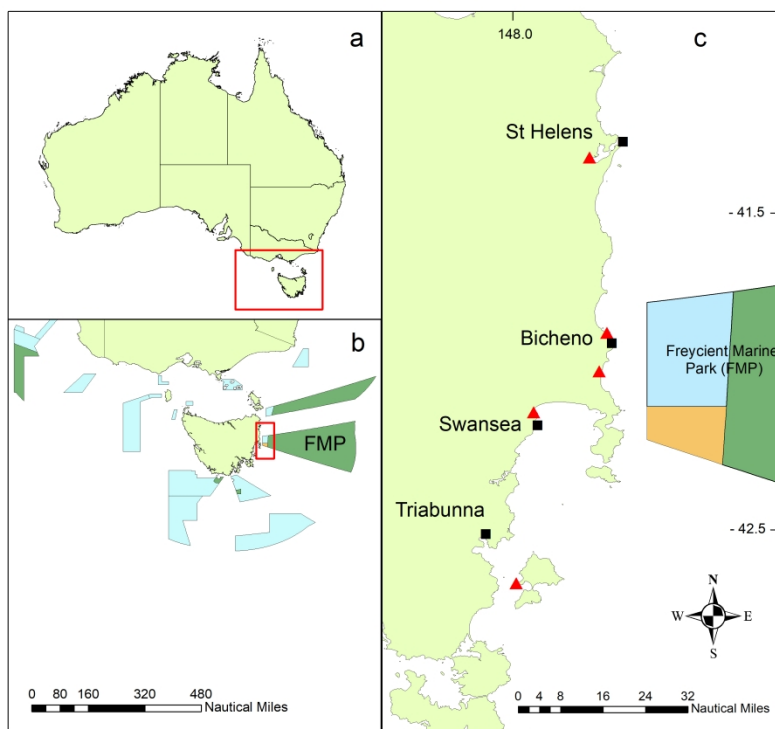 a
b
FMP
0 80 160 320 480
Nautical Miles
148.0
c
St Helens
- 41.5 -
Bicheno
Freycient Marine
Park (FMP)
Swansea
Triabunna
- 42.5 -
N
W E
S
0 4 8 16 24 32
Nautical Miles